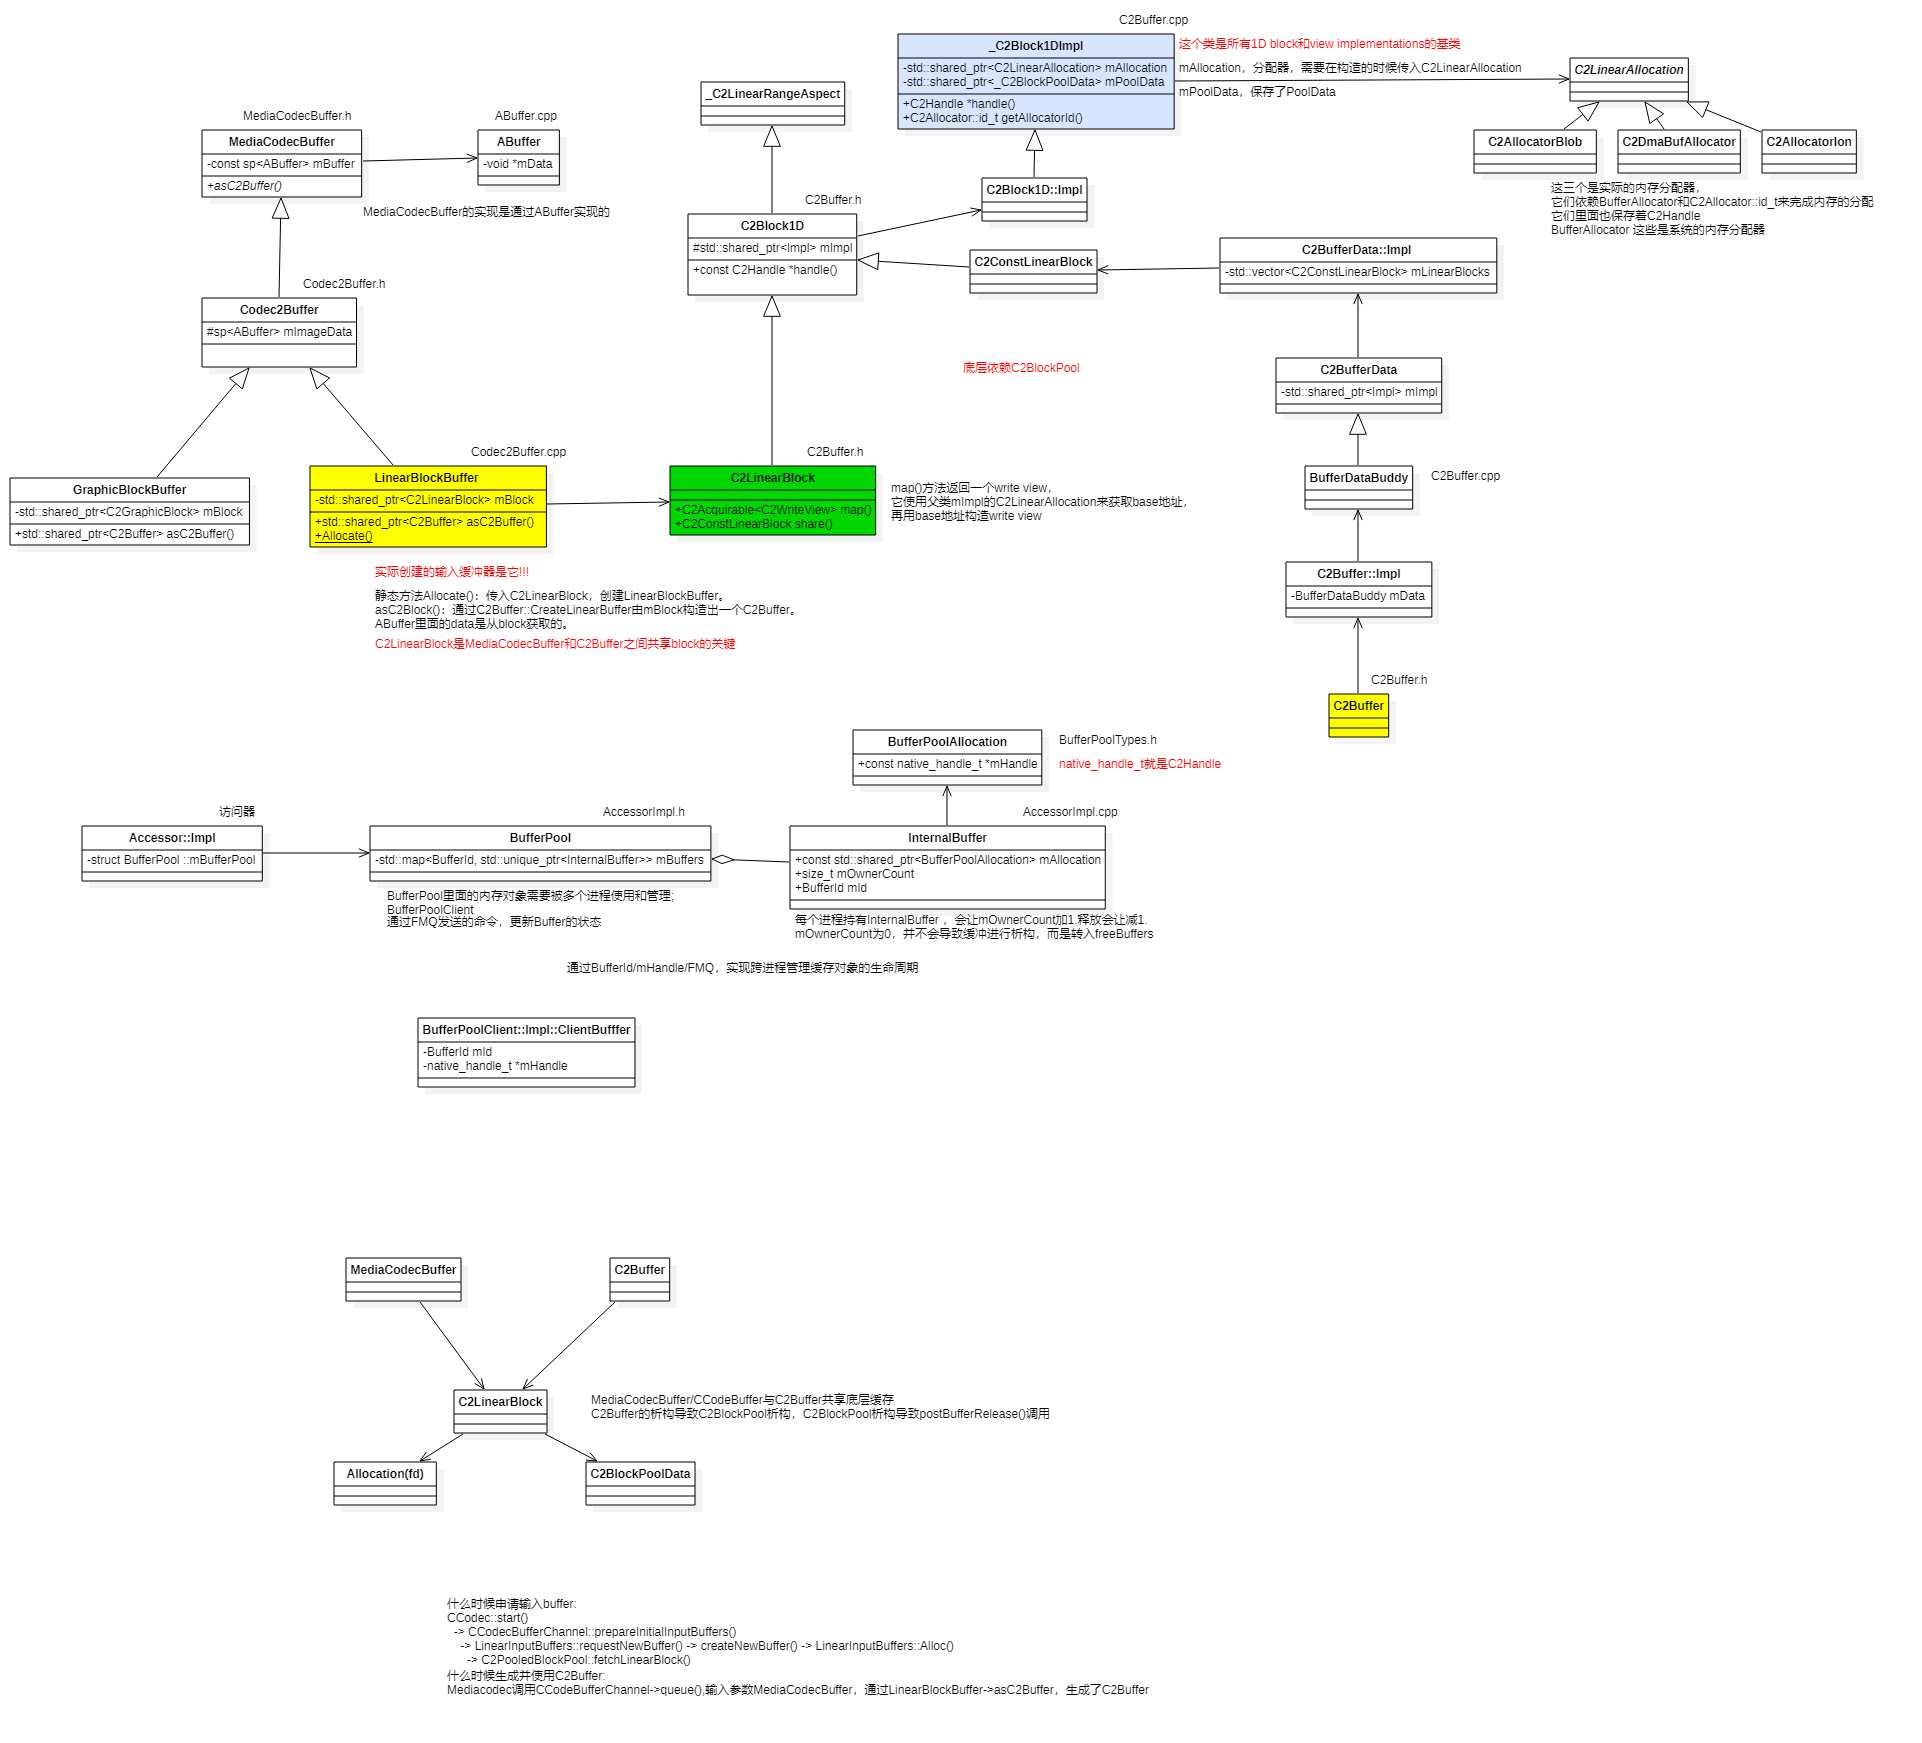 C2Buffer.cpp
_C2Block1DImpl
-std::shared_ptr<C2LinearAllocation> mAllocation
-std::shared_ptr<_C2BlockPoolData> mPoolData
+C2Handle *handle()
+C2Allocator::id_t getAllocatorId()
这个类是所有1D block和view implementations的基类
mAllocation，分配器，需要在构造的时候传入C2LinearAllocation
mPoolData，保存了PoolData
C2LinearAllocation
C2AllocatorBlob
C2DmaBufAllocator
C2AllocatorIon
这三个是实际的内存分配器，
它们依赖BufferAllocator和C2Allocator::id_t来完成内存的分配
它们里面也保存着C2Handle
BufferAllocator 这些是系统的内存分配器
_C2LinearRangeAspect
MediaCodecBuffer.h
MediaCodecBuffer
-const sp<ABuffer> mBuffer
+asC2Buffer()
ABuffer.cpp
ABuffer
-void *mData
MediaCodecBuffer的实现是通过ABuffer实现的
C2Block1D::Impl
C2Buffer.h
C2Block1D
#std::shared_ptr<Impl> mImpl
+const C2Handle *handle()
C2ConstLinearBlock
C2BufferData::Impl
-std::vector<C2ConstLinearBlock> mLinearBlocks
Codec2Buffer.h
Codec2Buffer
#sp<ABuffer> mImageData
底层依赖C2BlockPool
C2BufferData
-std::shared_ptr<Impl> mImpl
GraphicBlockBuffer
-std::shared_ptr<C2GraphicBlock> mBlock
+std::shared_ptr<C2Buffer> asC2Buffer()
Codec2Buffer.cpp
LinearBlockBuffer
-std::shared_ptr<C2LinearBlock> mBlock
+std::shared_ptr<C2Buffer> asC2Buffer()
+Allocate()
C2Buffer.h
C2LinearBlock
+C2Acquirable<C2WriteView> map()
+C2ConstLinearBlock share()
map()方法返回一个write view，
它使用父类mImpl的C2LinearAllocation来获取base地址，
再用base地址构造write view
BufferDataBuddy
C2Buffer.cpp
实际创建的输入缓冲器是它!!!
静态方法Allocate()：传入C2LinearBlock，创建LinearBlockBuffer。
asC2Block()：通过C2Buffer::CreateLinearBuffer由mBlock构造出一个C2Buffer。
ABuffer里面的data是从block获取的。
C2LinearBlock是MediaCodecBuffer和C2Buffer之间共享block的关键
C2Buffer::Impl
-BufferDataBuddy mData
C2Buffer.h
C2Buffer
BufferPoolAllocation
+const native_handle_t *mHandle
BufferPoolTypes.h
native_handle_t就是C2Handle
访问器
Accessor::Impl
-struct BufferPool ::mBufferPool
AccessorImpl.h
BufferPool
-std::map<BufferId, std::unique_ptr<InternalBuffer>> mBuffers
AccessorImpl.cpp
InternalBuffer
+const std::shared_ptr<BufferPoolAllocation> mAllocation
+size_t mOwnerCount
+BufferId mId
BufferPool里面的内存对象需要被多个进程使用和管理;
BufferPoolClient
通过FMQ发送的命令，更新Buffer的状态
每个进程持有InternalBuffer ，会让mOwnerCount加1.释放会让减1.
mOwnerCount为0，并不会导致缓冲进行析构，而是转入freeBuffers
通过BufferId/mHandle/FMQ，实现跨进程管理缓存对象的生命周期
BufferPoolClient::Impl::ClientBufffer
-BufferId mId
-native_handle_t *mHandle
MediaCodecBuffer
C2Buffer
C2LinearBlock
MediaCodecBuffer/CCodeBuffer与C2Buffer共享底层缓存
C2Buffer的析构导致C2BlockPool析构，C2BlockPool析构导致postBufferRelease()调用
Allocation(fd)
C2BlockPoolData
什么时候申请输入buffer:
CCodec::start()
-> CCodecBufferChannel::prepareInitialInputBuffers()
-> LinearInputBuffers::requestNewBuffer() -> createNewBuffer() -> LinearInputBuffers::Alloc()
-> C2PooledBlockPool::fetchLinearBlock()
什么时候生成并使用C2Buffer:
Mediacodec调用CCodeBufferChannel->queue(),输入参数MediaCodecBuffer，通过LinearBlockBuffer->asC2Buffer，生成了C2Buffer